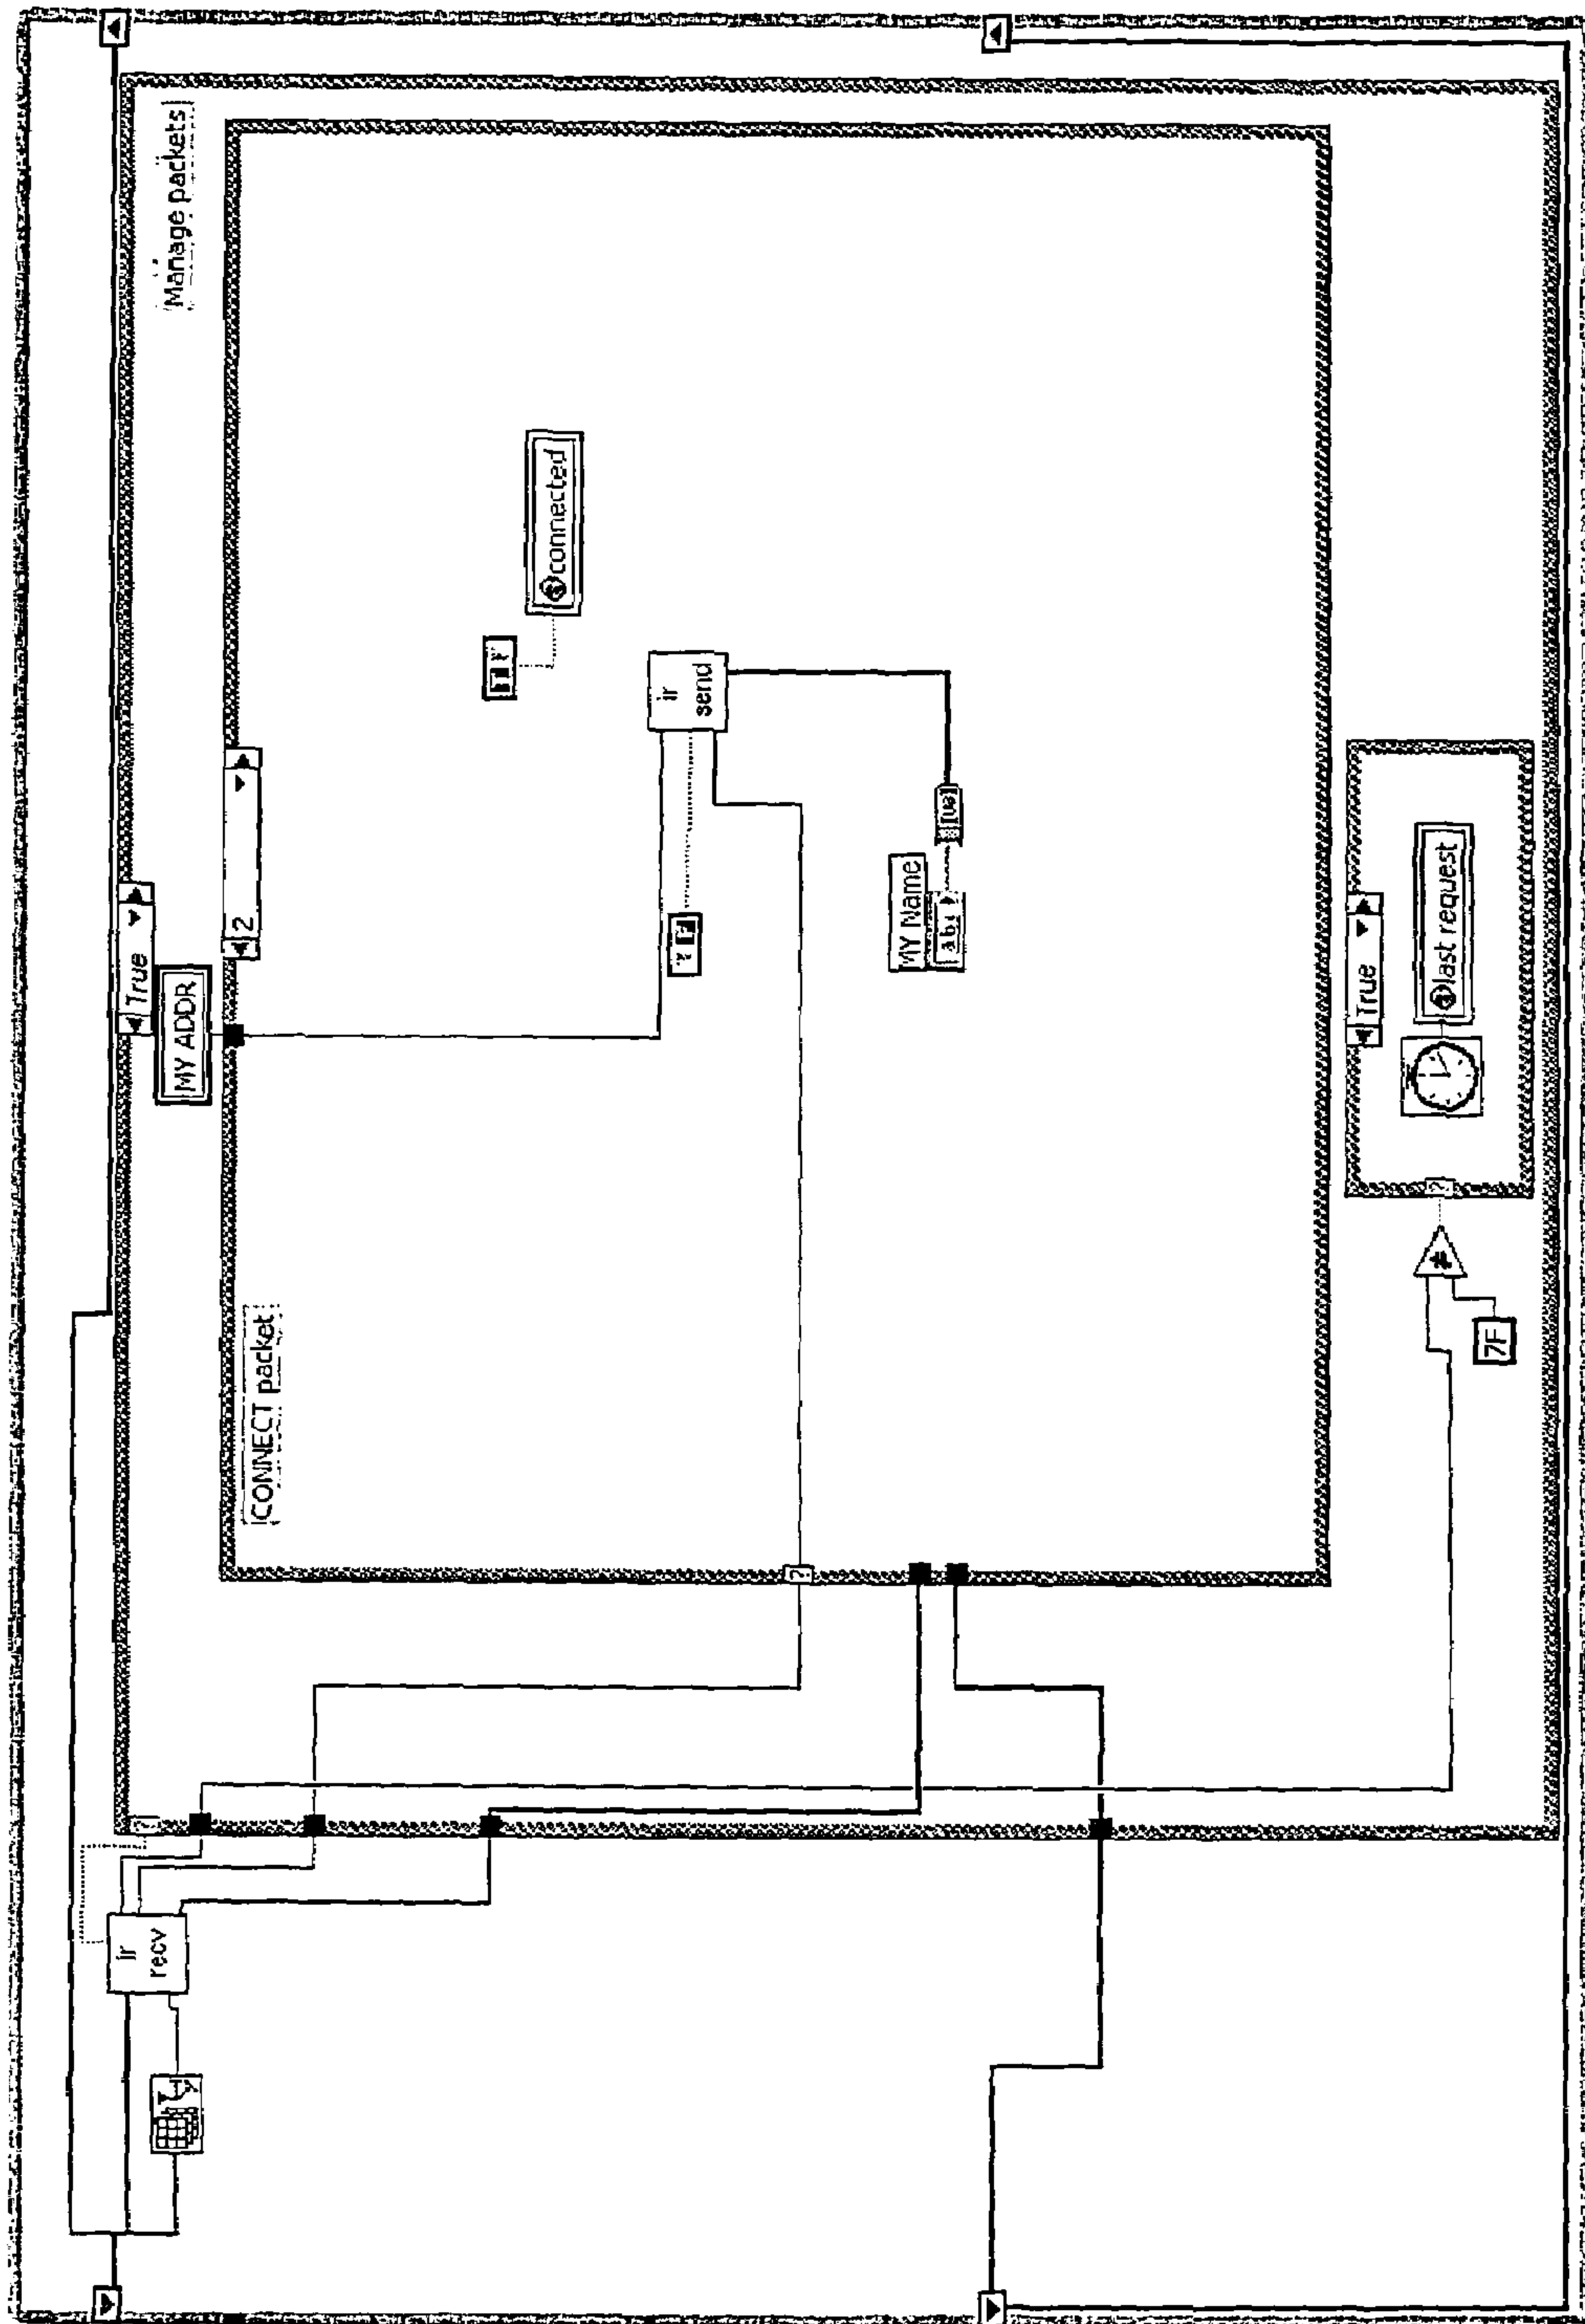 Manage packets
True
MY ADDR
2
CONNECT packet
connected
ir
send
MY Name
abc
ir
recv
True
last request
7F
≠
?